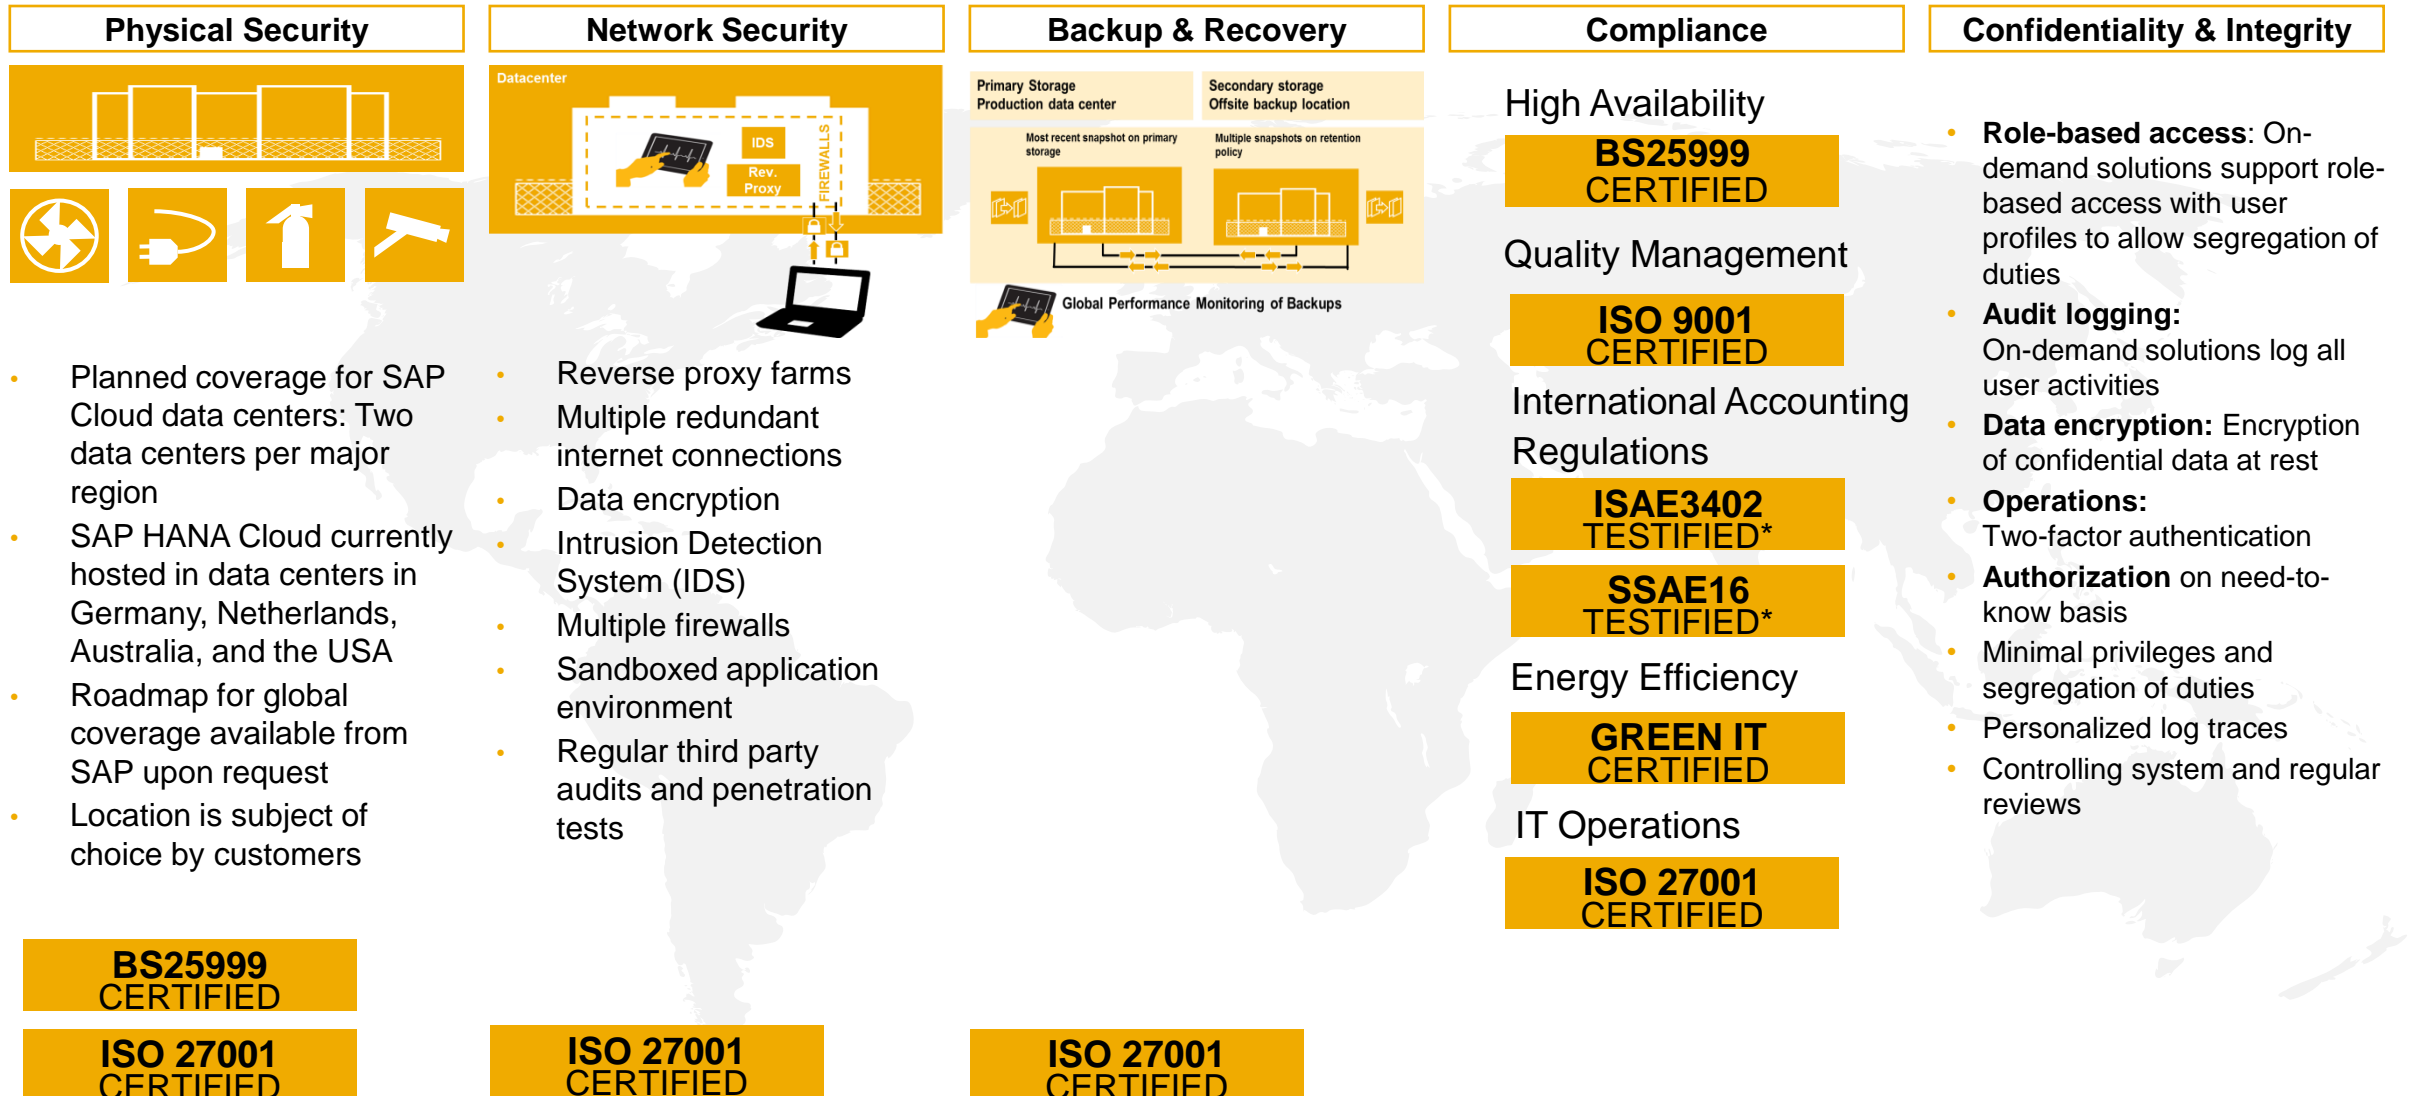 Physical Security
Planned coverage for SAP
Cloud data centers: Two
data centers per major
region
SAP HANA Cloud currently
hosted in data centers in
Germany, Netherlands,
Australia, and the USA
Roadmap for global
coverage available from
SAP upon request
Location is subject of
choice by customers
BS25999
CERTIFIED
ISO 27001
CERTIFIED
Network Security
Datacenter
IDS
Rev.
Proxy
FIREWALLS
Reverse proxy farms
Multiple redundant
internet connections
Data encryption
Intrusion Detection
System (IDS)
Multiple firewalls
Sandboxed application
environment
Regular third party
audits and penetration
tests
ISO 27001
CERTIFIED
Backup & Recovery
Primary Storage
Production data center
Secondary storage
Offsite backup location
Most recent snapshot on primary
storage
Multiple snapshots on retention
policy
Global Performance Monitoring of Backups
ISO 27001
CERTIFIED
Compliance
High Availability
BS25999
CERTIFIED
Quality Management
ISO 9001
CERTIFIED
International Accounting
Regulations
ISAE3402
TESTIFIED*
SSAE16
TESTIFIED*
Energy Efficiency
GREEN IT
CERTIFIED
IT Operations
ISO 27001
CERTIFIED
Confidentiality & Integrity
• Role-based access: On-
demand solutions support role-
based access with user
profiles to allow segregation of
duties
• Audit logging:
On-demand solutions log all
user activities
• Data encryption: Encryption
of confidential data at rest
• Operations:
Two-factor authentication
• Authorization on need-to-
know basis
• Minimal privileges and
segregation of duties
• Personalized log traces
• Controlling system and regular
reviews